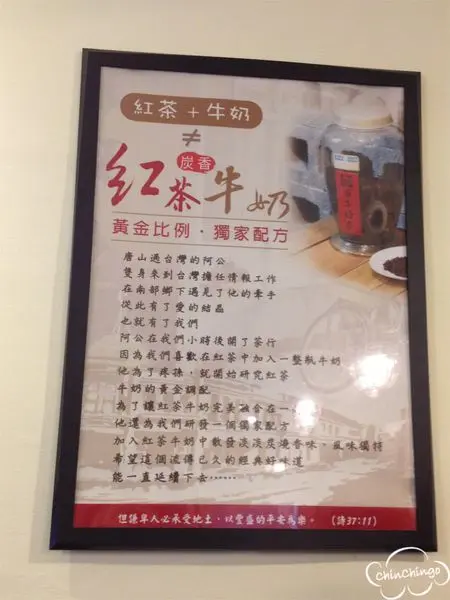 紅茶 + 牛奶
≠
炭香
紅茶牛奶
黃金比例・獨家配方
唐山過台灣的阿公
隻身來到台灣擔任情報工作
在南部鄉下遇見了他的牽手
從此有了愛的結晶
也就有了我們
阿公在我們小時後開了茶行
因為我們喜歡在紅茶中加入一整瓶牛奶
他為了疼孫，就開始研究紅茶
牛奶的黃金調配
為了讓紅茶牛奶完美融合在一
他還為我們研發一個獨家配方
加入紅茶牛奶中散發淡淡炭燒香味，風味獨特
希望這個流傳已久的經典好味道
能一直延續下去
但謙卑人必承受地土，以豐盛的平安為樂。 (詩37:11)
chinchingo